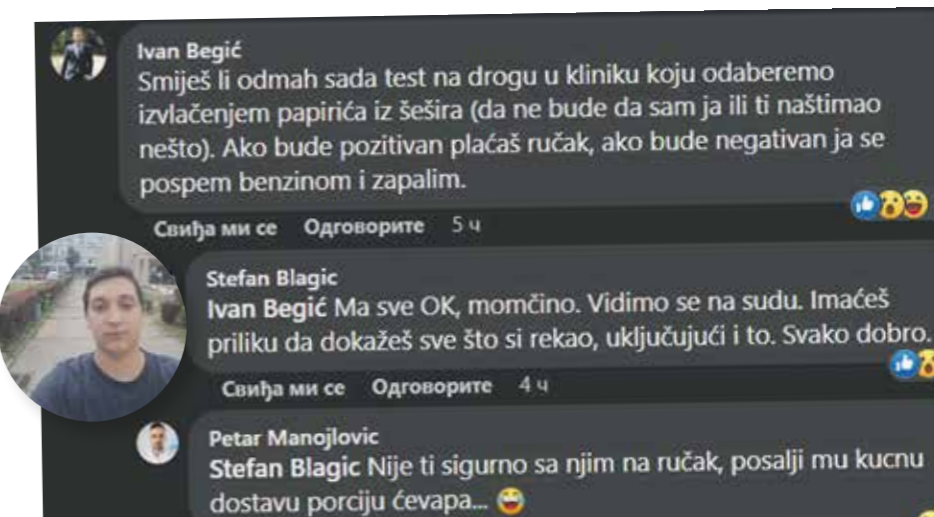 Ivan Begić
Smiješ li odmah sada test na drogu u kliniku koju odaberemo
izvlačenjem papirića iz šešira (da ne bude da sam ja ili ti naštimao
nešto). Ako bude pozitivan plaćaš ručak, ako bude negativan ja se
pospem benzinom i zapalim.
Свиђа ми се Одговорите 5 ч
Stefan Blagic
Ivan Begić Ma sve OK, momčino. Vidimo se na sudu. Imaćeš
priliku da dokažeš sve što si rekao, uključujući i to. Svako dobro.
Свиђа ми се Одговорите 4 ч
Petar Manojlovic
Stefan Blagic Nije ti sigurno sa njim na ručak, posalji mu kucnu
dostavu porciju ćevapa... 😅